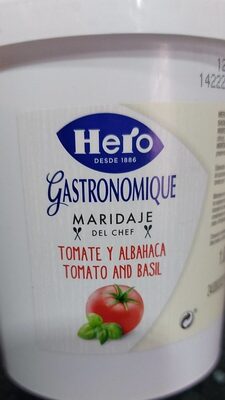 Hero
DESDE 1886
GASTRONOMIQUE
MARIDAJE
DEL CHEF
TOMATE Y ALBAHACA
TOMATO AND BASIL